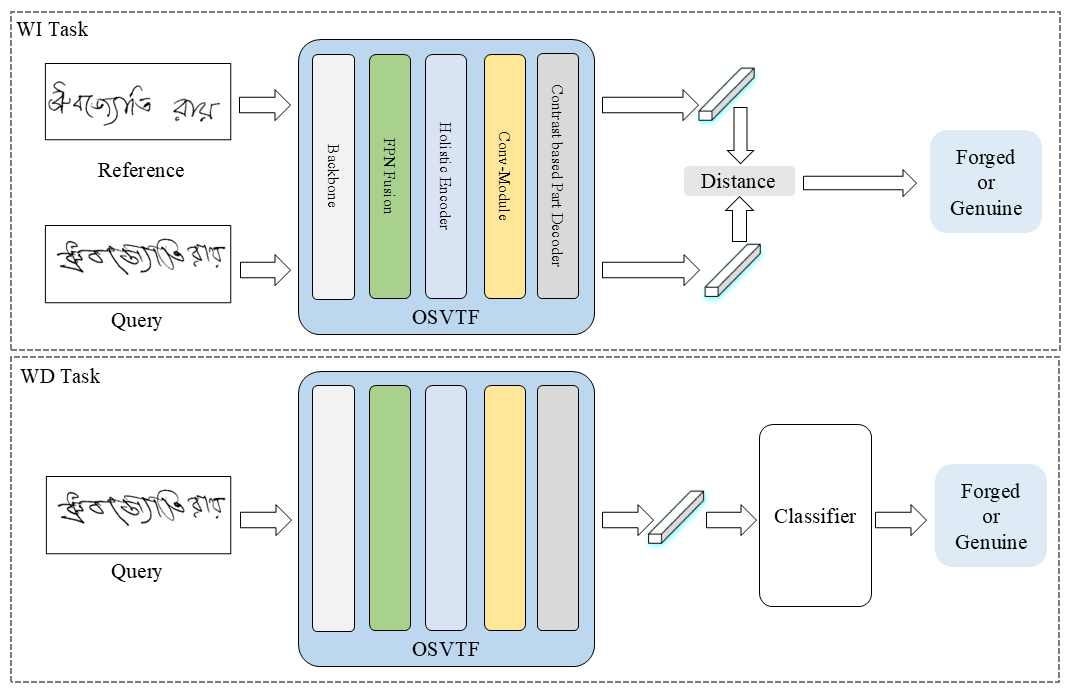 WI Task
ধ্রুবজ্যোতি রায়
Reference
ধ্রুবজ্যোতি রায়
Query
Backbone
FPN Fusion
Holistic Encoder
Conv-Module
Contrast based Part Decoder
OSVTF
Distance
Forged
or
Genuine
WD Task
ধ্রুবজ্যোতি রায়
Query
OSVTF
Classifier
Forged
or
Genuine